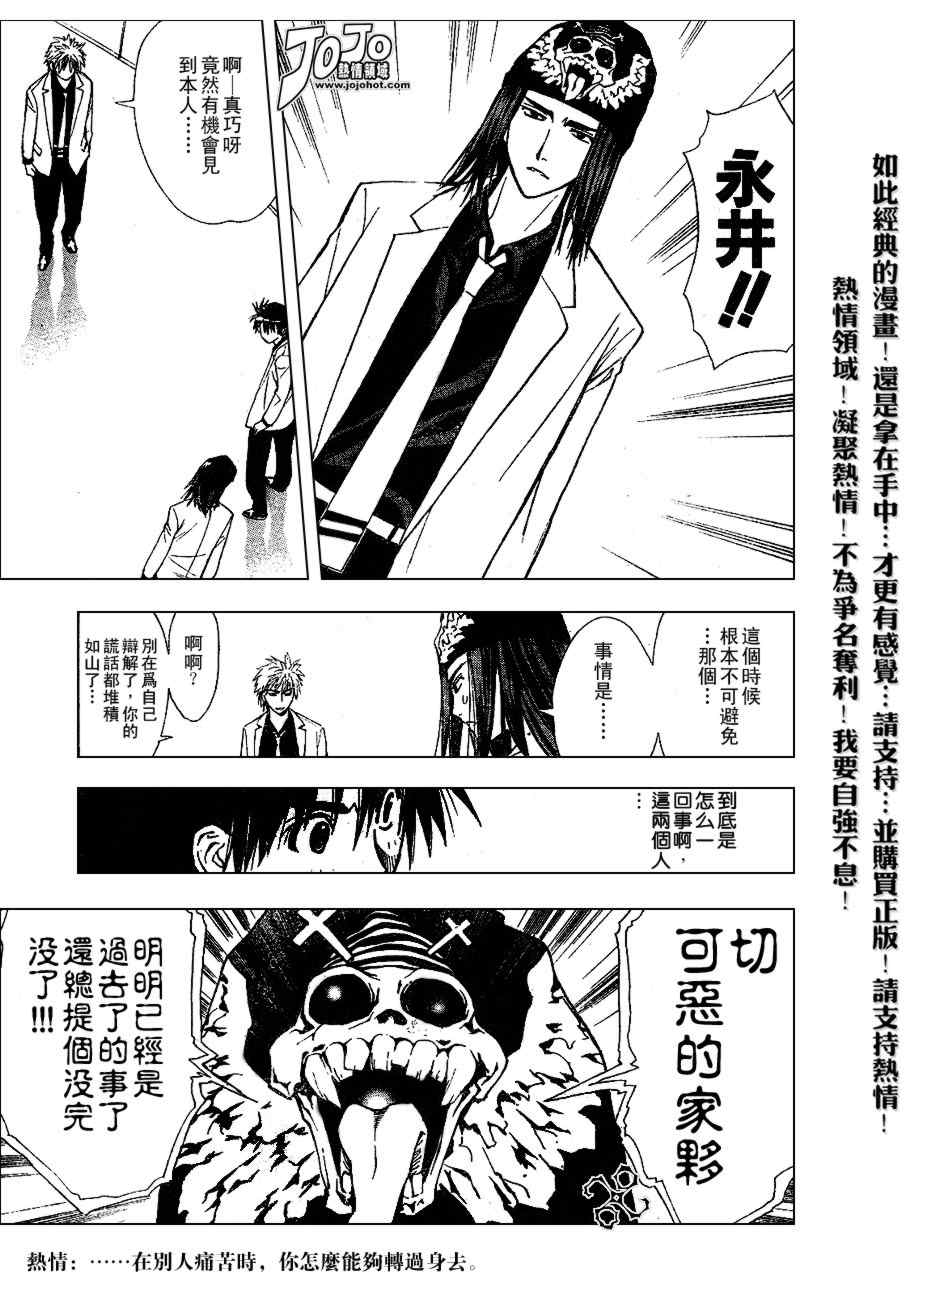 永井!!
啊─真巧呀
竟然有機會見
到本人……
JOJO
熱情領域
www.jojohot.com
這個時候
根本不可避免
…那個…
事情是……
啊啊？
別在爲自己
辯解了，你的
謊話都堆積
如山了…
到底是
怎么一
回事啊，
這兩個人
…
切
可惡的家夥
明明已經是
過去了的事了
還總提個没完
没了!!!
如此經典的漫畫！還是拿在手中…才更有感覺…請支持…並購買正版！請支持熱情！
熱情領域！凝聚熱情！不為爭名奪利！我要自強不息！
熱情：……在別人痛苦時，你怎麼能夠轉過身去。